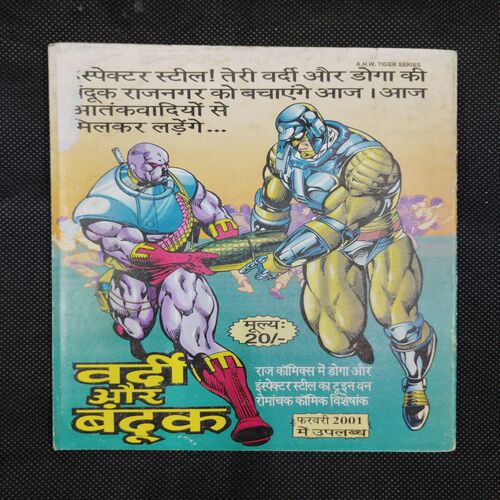 A.H.W. TIGER SERIES
इंस्पेक्टर स्टील! तेरी वर्दी और डोगा की
बंदूक राजनगर को बचाएंगे आज । आज
आतंकवादियों से
मिलकर लड़ेंगे...
मूल्य:
20/-
वर्दी
और
बंदूक
राज कॉमिक्स में डोगा और
इंस्पेक्टर स्टील का टू इन वन
रोमांचक कॉमिक विशेषांक
फरवरी 2001
में उपलब्ध